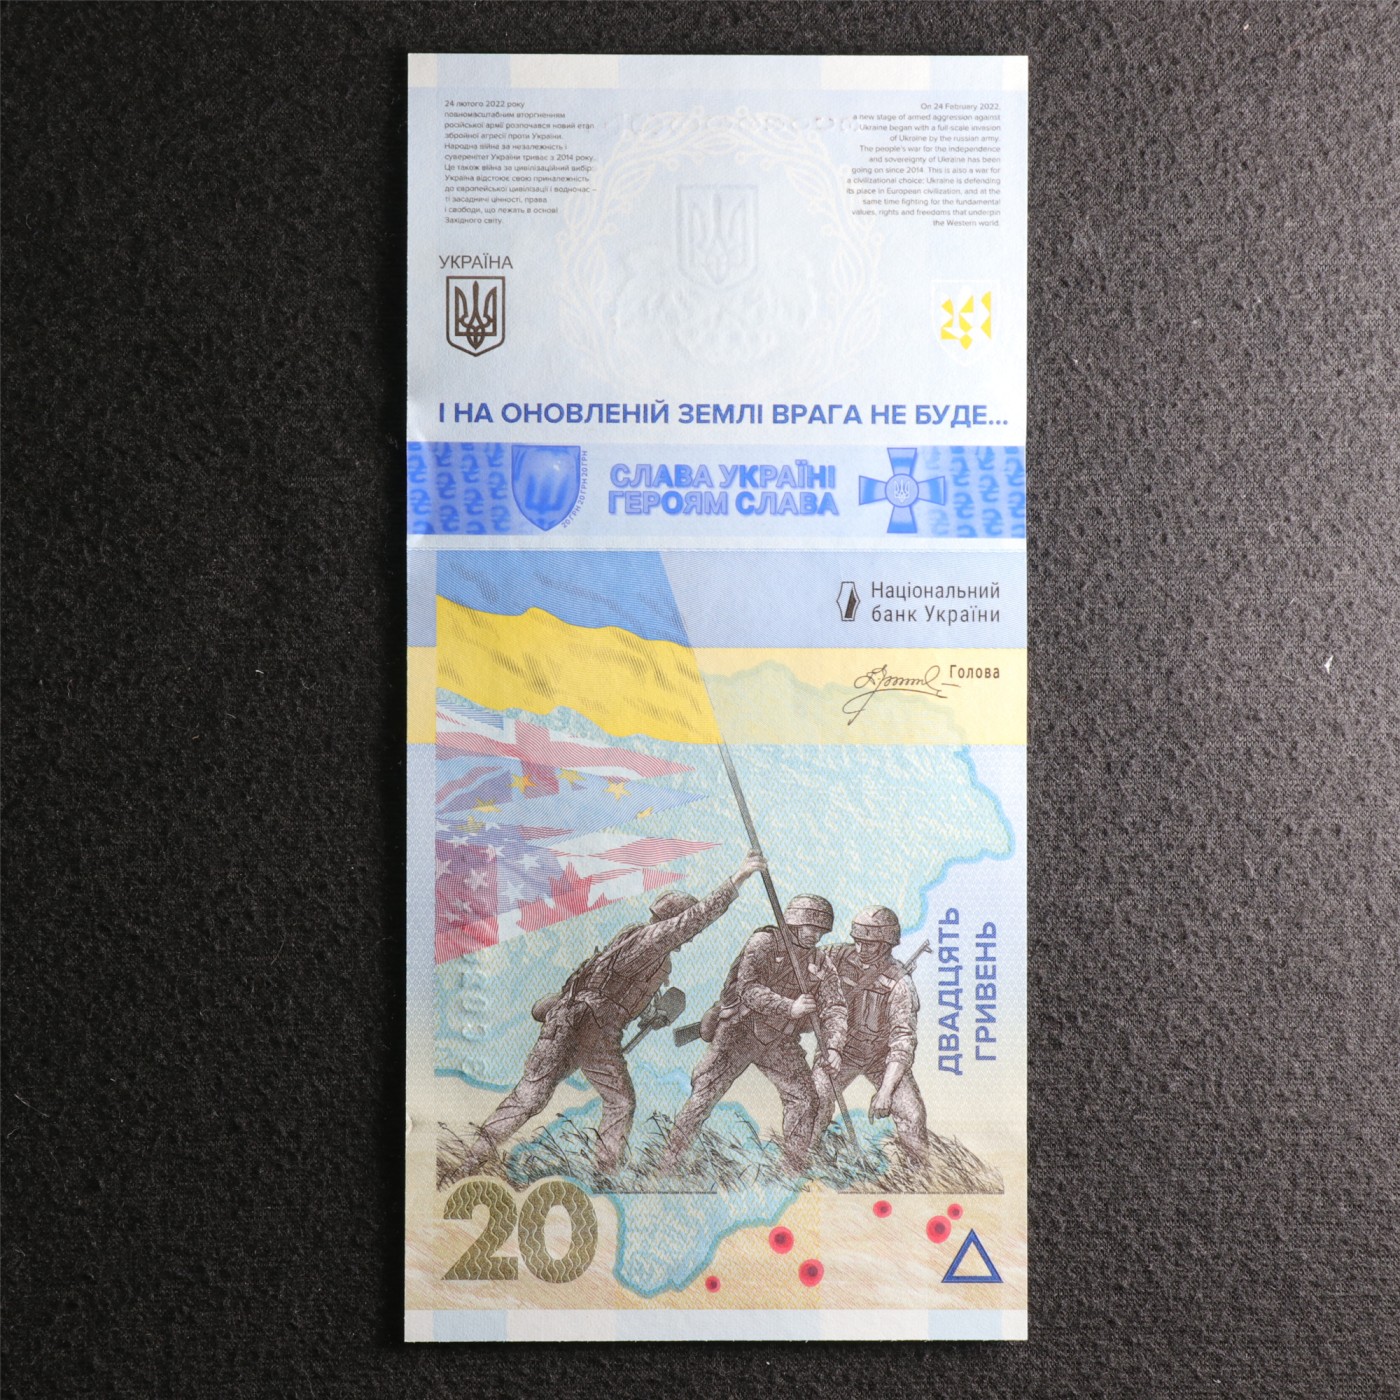 24 лютого 2022 року
повномасштабним вторгненням
російської армії розпочався новий етап
збройної агресії проти України.
Народна війна за незалежність і
суверенітет України триває з 2014 року.
Це також війна за цивілізаційний вибір:
Україна відстоює свою приналежність
до європейської цивілізації і водночас –
її засадничі цінності, права
і свободи, що лежать в основі
Західного світу.
On 24 February 2022,
a new stage of armed aggression against
Ukraine began with a full-scale invasion
of Ukraine by the russian army.
The people's war for the independence
and sovereignty of Ukraine has been
going on since 2014. This is also a war for
a civilizational choice: Ukraine is defending
its place in European civilization, and at the
same time fighting for the fundamental
values, rights and freedoms that underpin
the Western world.
УКРАЇНА
І НА ОНОВЛЕНІЙ ЗЕМЛІ ВРАГА НЕ БУДЕ...
20 ГРН 20 ГРН 20 ГРН
СЛАВА УКРАЇНІ
ГЕРОЯМ СЛАВА
Національний
банк України
Голова
ДВАДЦЯТЬ
ГРИВЕНЬ
20